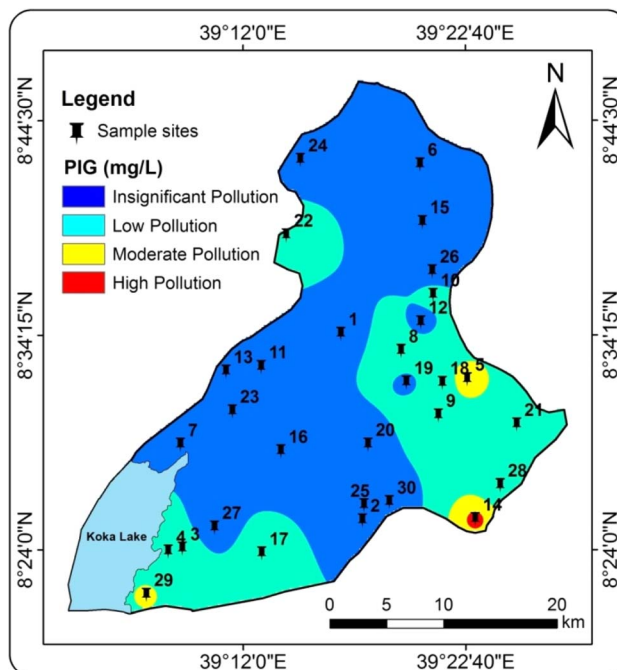 39°12'0"E 39°22'40"E
Legend
Sample sites
PIG (mg/L)
Insignificant Pollution
Low Pollution
Moderate Pollution
High Pollution
N
8°44'30"N 8°44'30"N
24 6
22 15
26
10
12
1
8°34'15"N 8°34'15"N
8
13 11
19 18 5
23 9
21
7 20
16
28
25 30
2 14
27
Koka Lake
4 3 17
8°24'0"N 8°24'0"N
29
0 5 10 20
km
39°12'0"E 39°22'40"E